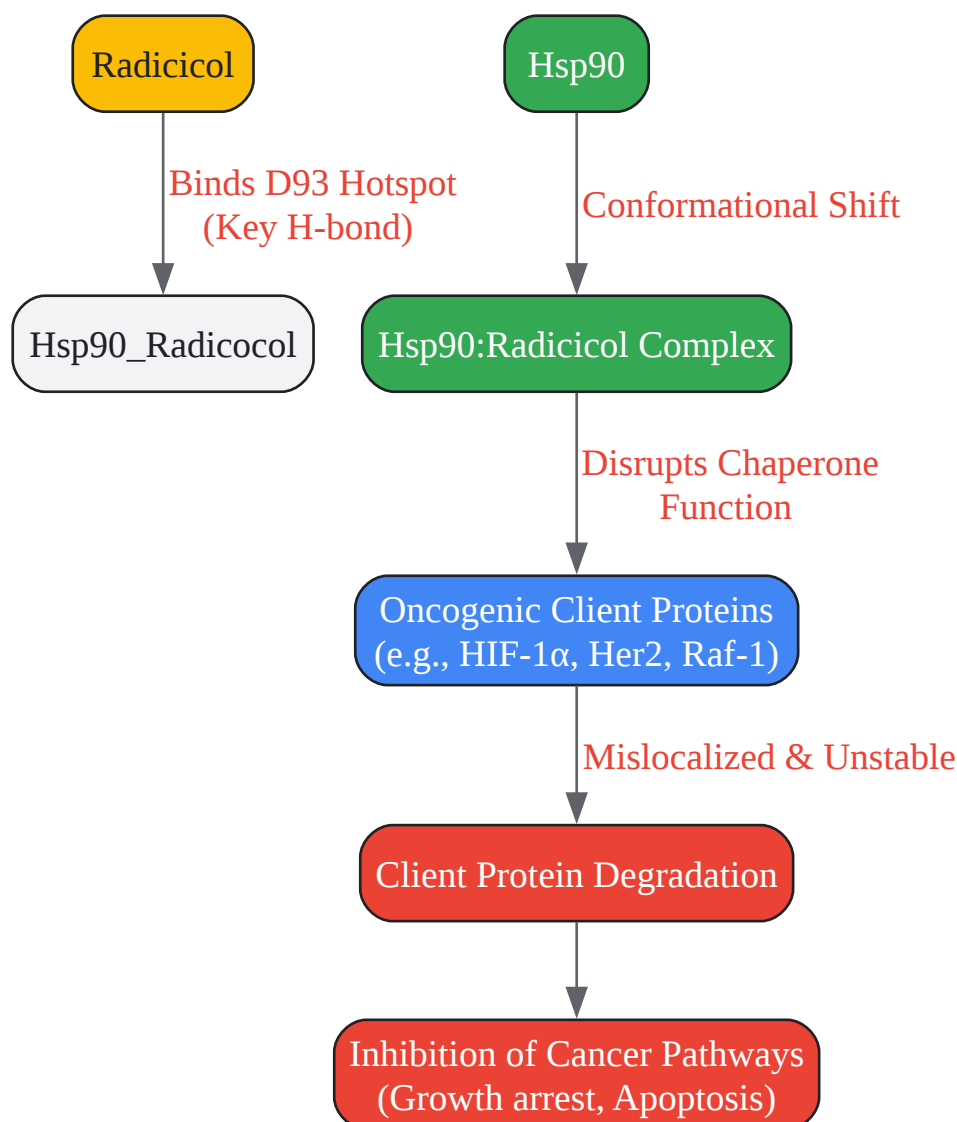 Radicicol
Hsp90
Binds D93 Hotspot
(Key H-bond)
Conformational Shift
Hsp90_Radicocol
Hsp90:Radicicol Complex
Disrupts Chaperone
Function
Oncogenic Client Proteins
(e.g., HIF-1α, Her2, Raf-1)
Mislocalized & Unstable
Client Protein Degradation
Inhibition of Cancer Pathways
(Growth arrest, Apoptosis)